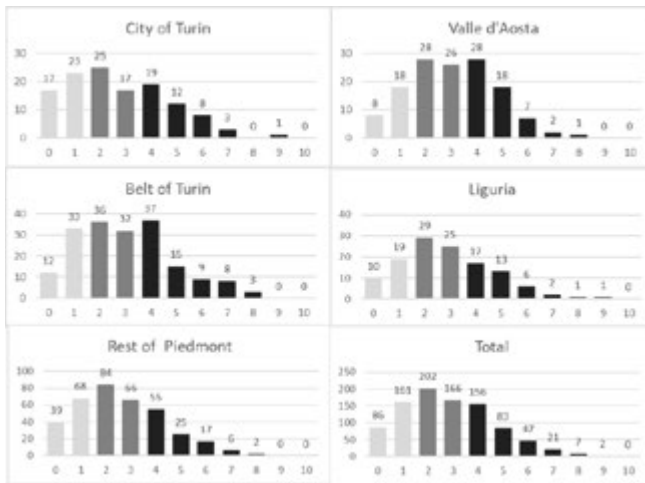 City of Turin
30
20
10
0
17 23 25 17 19 12 8 3 0 1 0
0 1 2 3 4 5 6 7 8 9 10
Valle d'Aosta
30
20
10
0
8 18 28 26 28 18 7 2 1 0 0
0 1 2 3 4 5 6 7 8 9 10
Belt of Turin
40
30
20
10
0
12 33 36 32 37 15 9 8 3 0 0
0 1 2 3 4 5 6 7 8 9 10
Liguria
40
30
20
10
0
10 19 29 25 17 13 6 2 1 1 0
0 1 2 3 4 5 6 7 8 9 10
Rest of Piedmont
100
80
60
40
20
0
39 68 84 66 55 25 17 6 2 0 0
0 1 2 3 4 5 6 7 8 9 10
Total
250
200
150
100
50
0
86 161 202 166 156 83 47 21 7 2 0
0 1 2 3 4 5 6 7 8 9 10